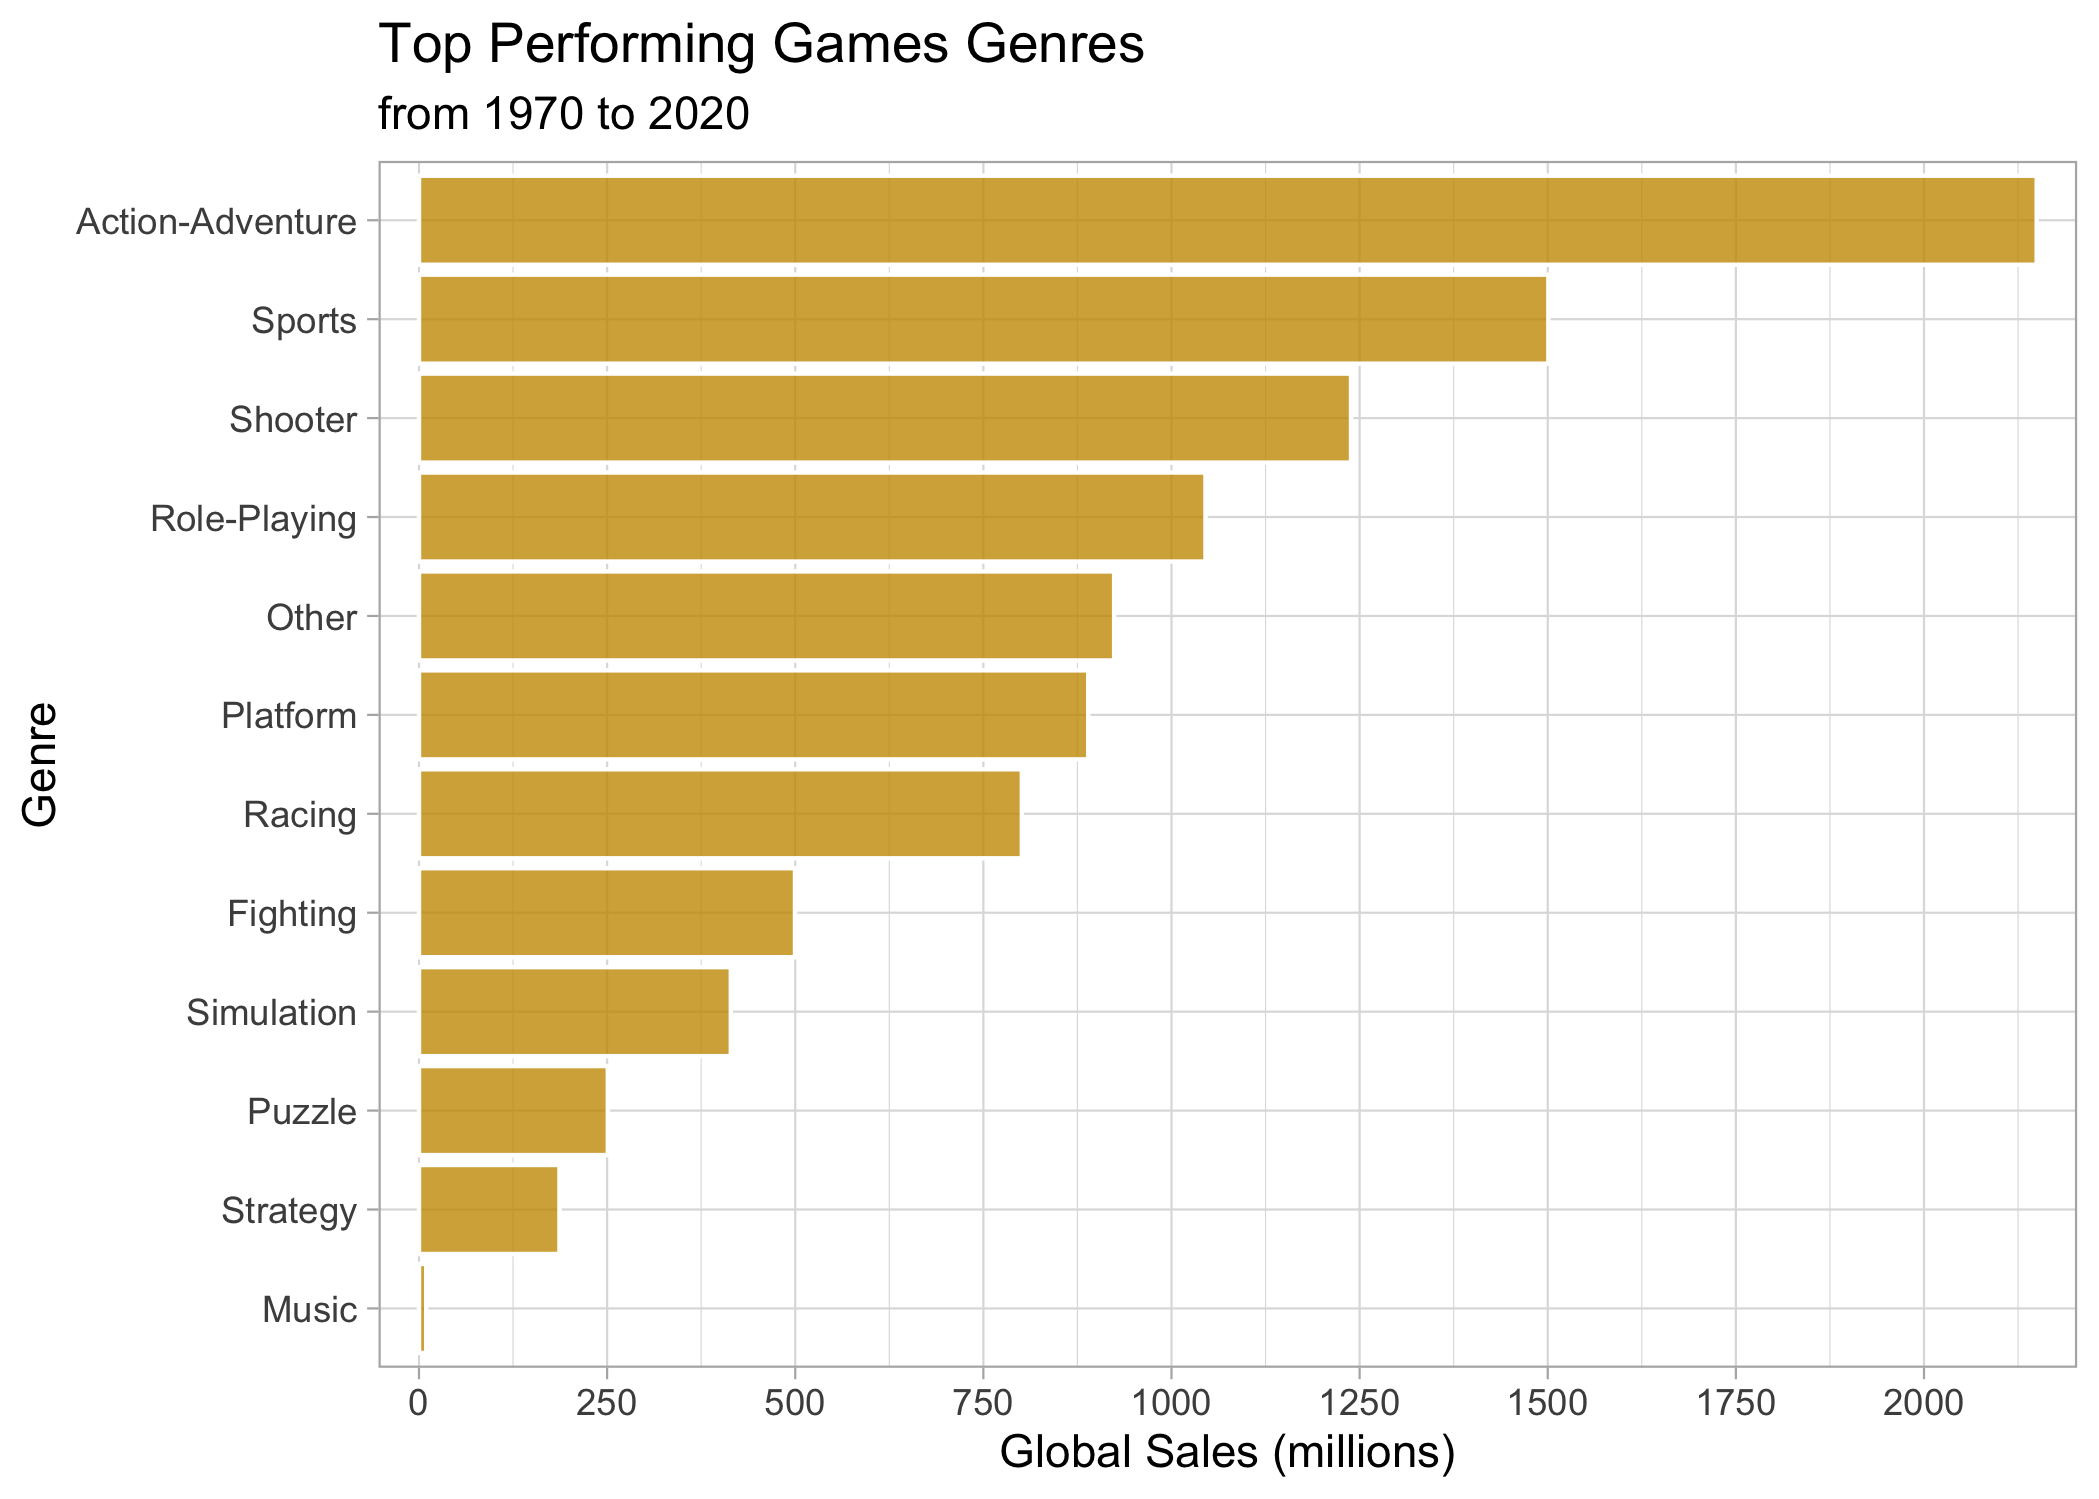 Top Performing Games Genres
from 1970 to 2020
Genre
Action-Adventure
Sports
Shooter
Role-Playing
Other
Platform
Racing
Fighting
Simulation
Puzzle
Strategy
Music
0 250 500 750 1000 1250 1500 1750 2000
Global Sales (millions)